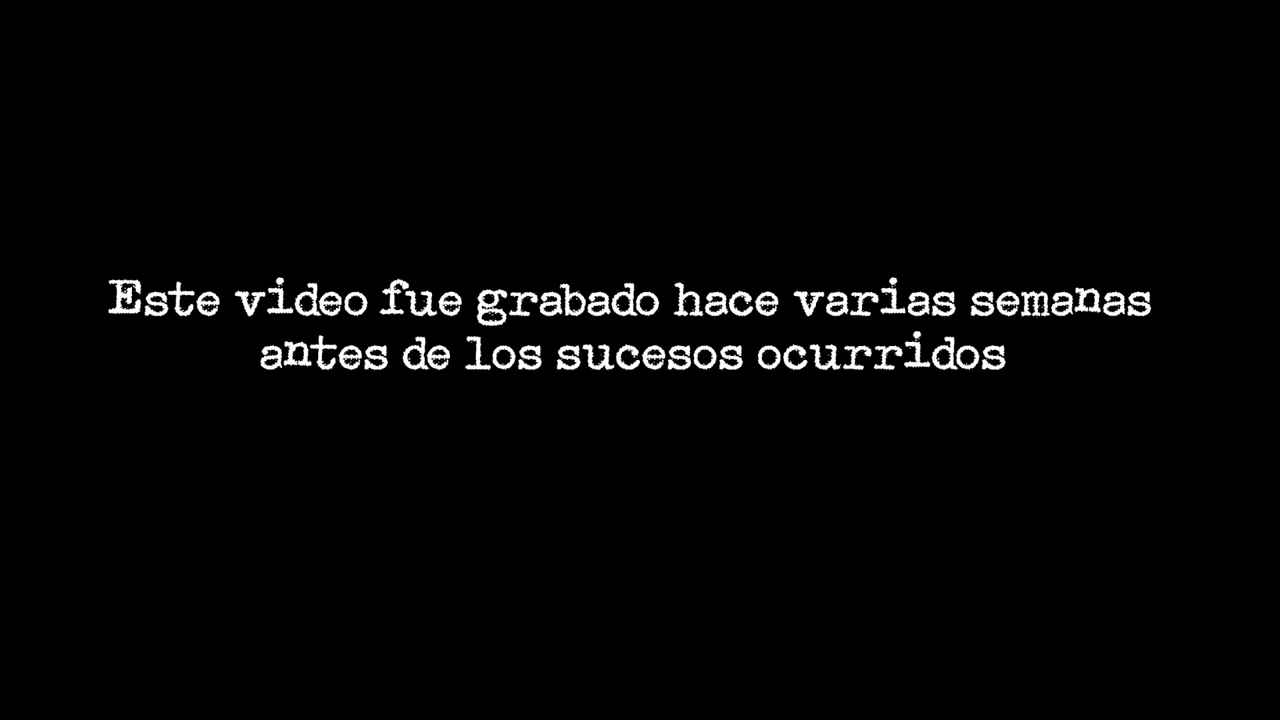 Este video fue grabado hace varias semanas
antes de los sucesos ocurridos